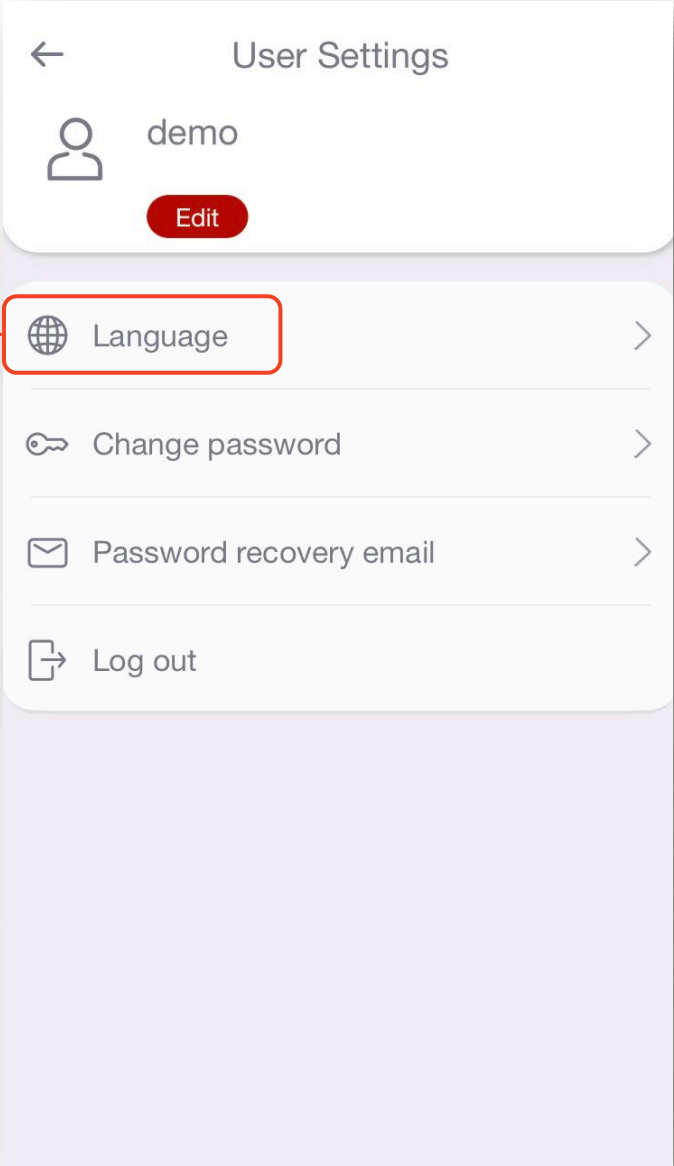 User Settings
demo
Edit
Language
Change password
Password recovery email
Log out